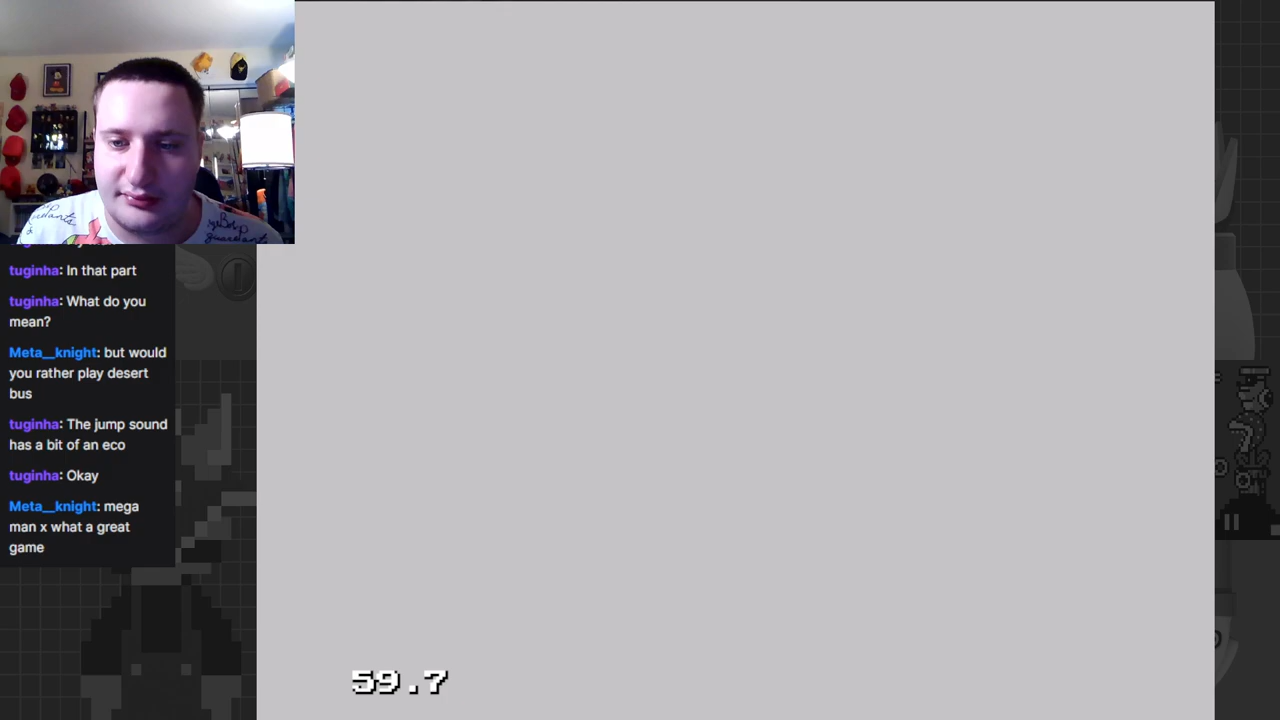 tuginha: In that part
tuginha: What do you
mean?
Meta__knight: but would
you rather play desert
bus
tuginha: The jump sound
has a bit of an eco
tuginha: Okay
Meta__knight: mega
man x what a great
game
59.7